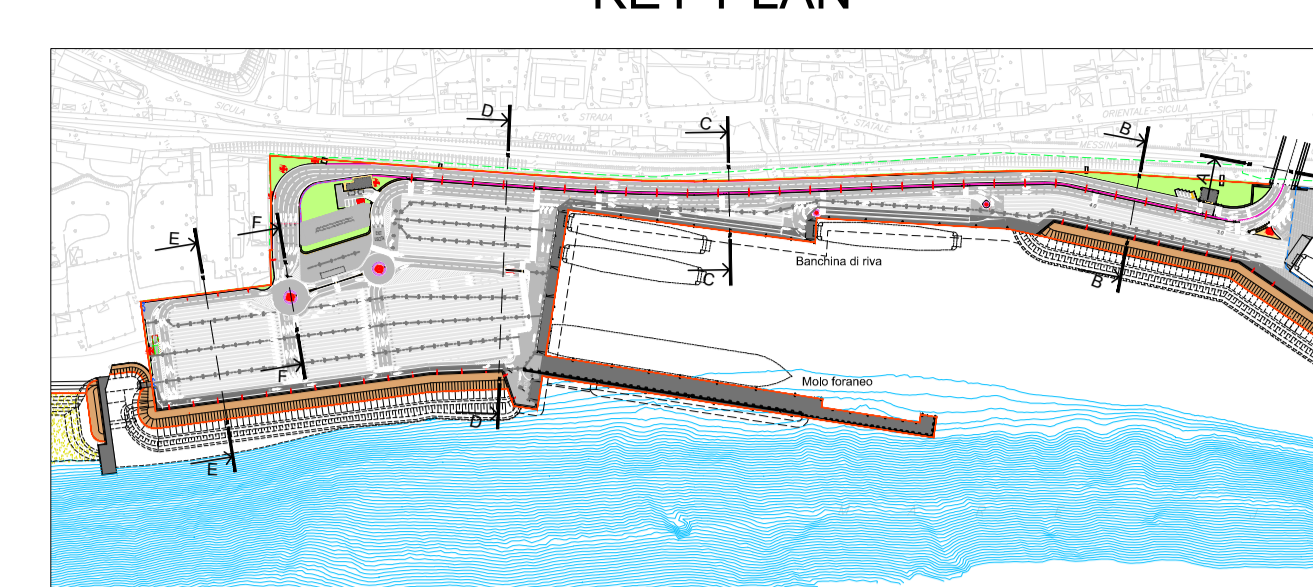 KEY PLAN
SICULA
STRADA
FERROVIA
STATALE
N.114
ORIENTALE-SICULA
MESSINA
D
C
B
A
F
E
Banchina di riva
C
B
Molo foraneo
F
D
E